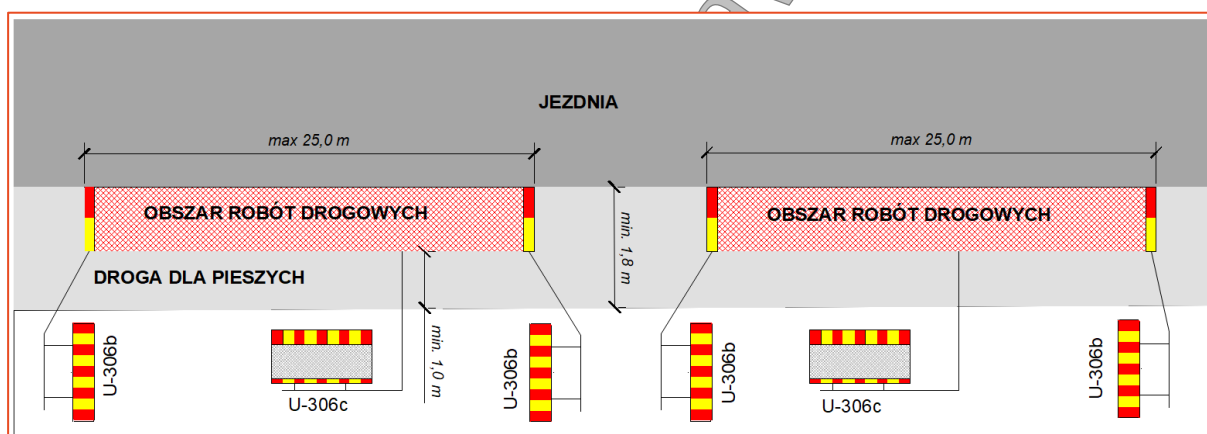 JEZDNIA
max 25,0 m
max 25,0 m
OBSZAR ROBÓT DROGOWYCH
OBSZAR ROBÓT DROGOWYCH
min. 1,8 m
DROGA DLA PIESZYCH
min. 1,0 m
U-306b
U-306c
U-306b
U-306b
U-306c
U-306b